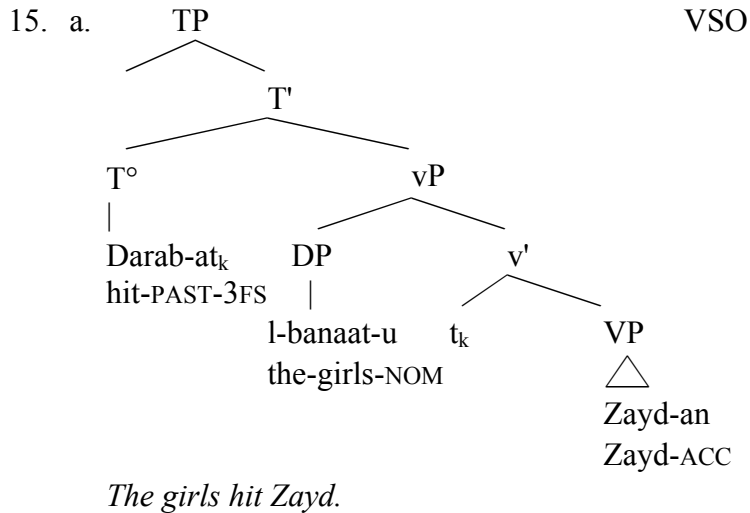 15. a. TP VSO
T'
T° vP
Darab-atₖ DP v'
hit-PAST-3FS
l-banaat-u tₖ VP
the-girls-NOM
Zayd-an
Zayd-ACC
The girls hit Zayd.